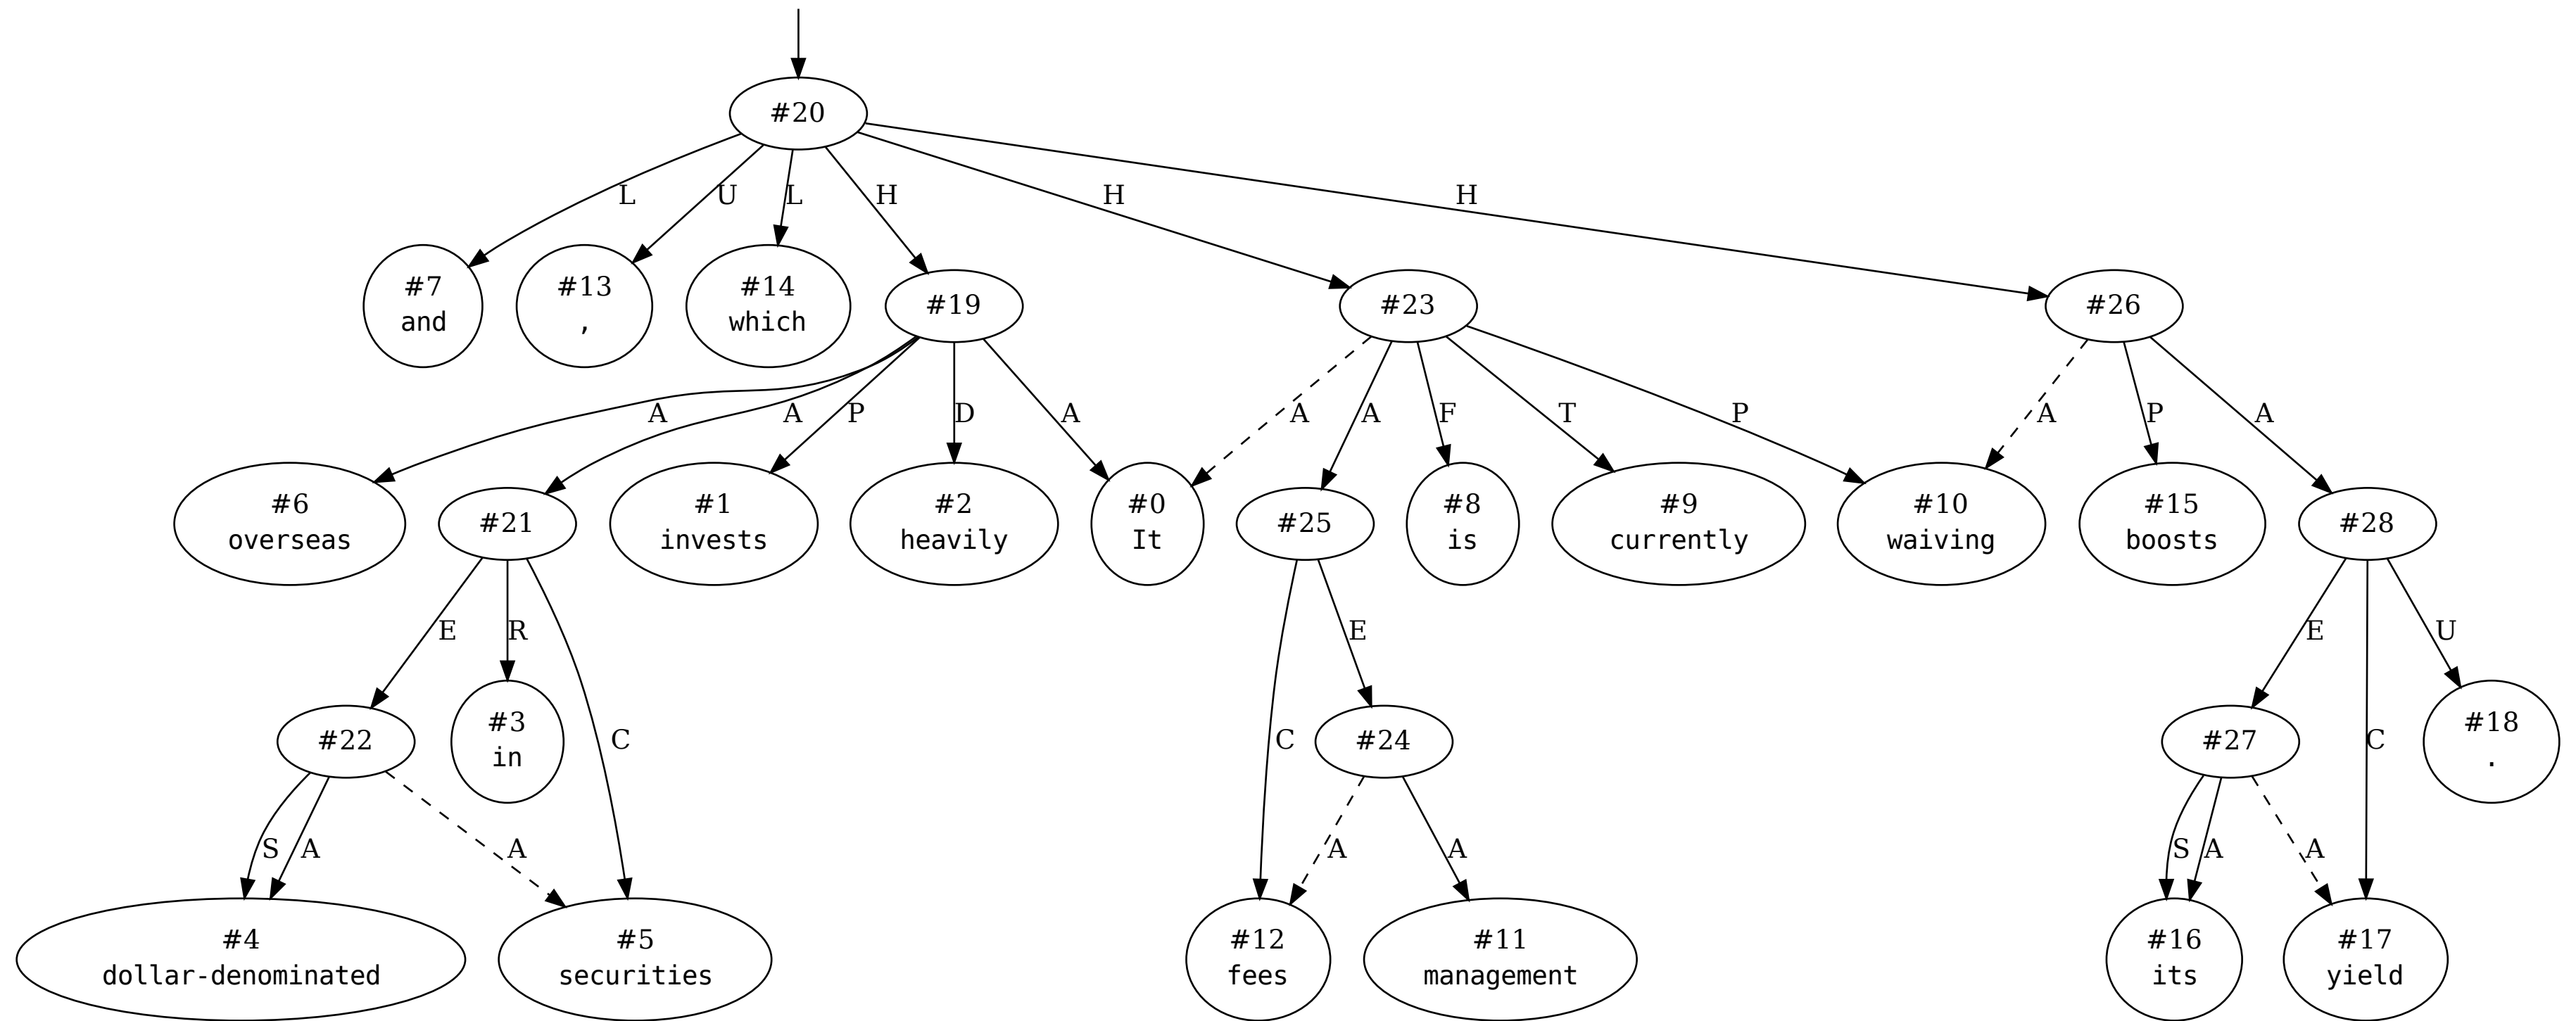 #20
L
U
L
H
H
H
#7
and
#13
,
#14
which
#19
#23
#26
A
A
P
D
A
A
A
F
T
P
A
P
A
#6
overseas
#21
#1
invests
#2
heavily
#0
It
#25
#8
is
#9
currently
#10
waiving
#15
boosts
#28
E
R
C
C
E
E
C
U
#22
#3
in
#24
#27
#18
.
S
A
A
A
A
S
A
A
#4
dollar-denominated
#5
securities
#12
fees
#11
management
#16
its
#17
yield